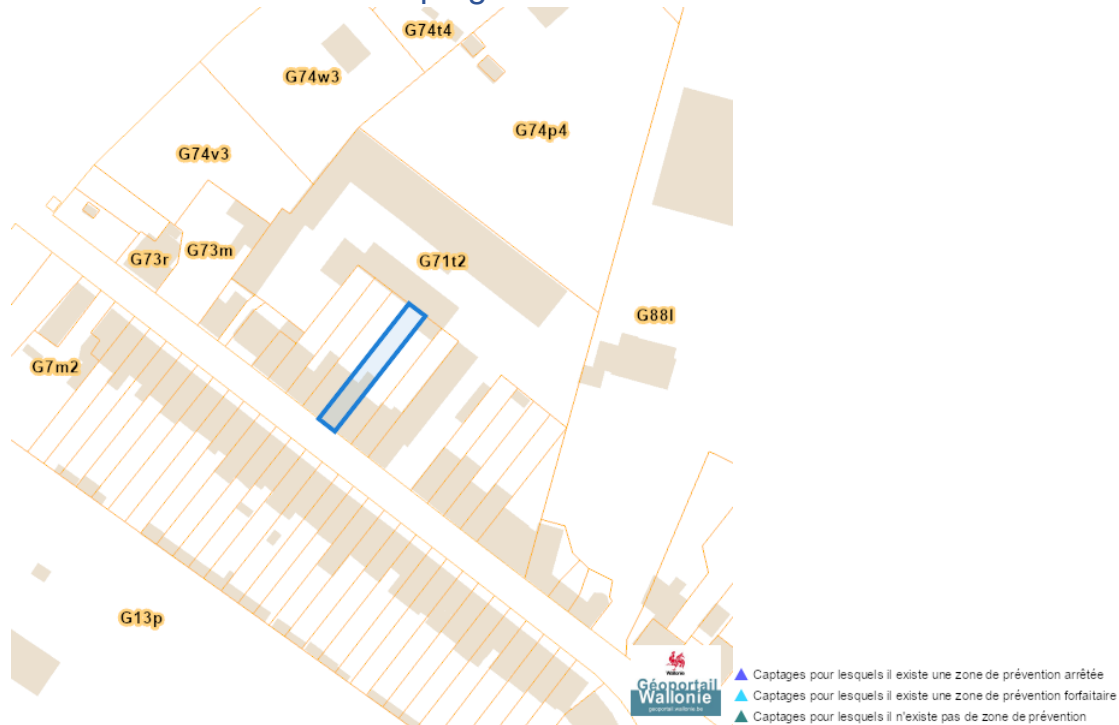 G74t4
G74w3
G74p4
G74v3
G73m
G73r
G71t2
G88l
G7m2
G13p
Wallonie
Géoportail
Wallonie
geoportail.wallonie.be
Captages pour lesquels il existe une zone de prévention arrêtée
Captages pour lesquels il existe une zone de prévention forfaitaire
Captages pour lesquels il n'existe pas de zone de prévention